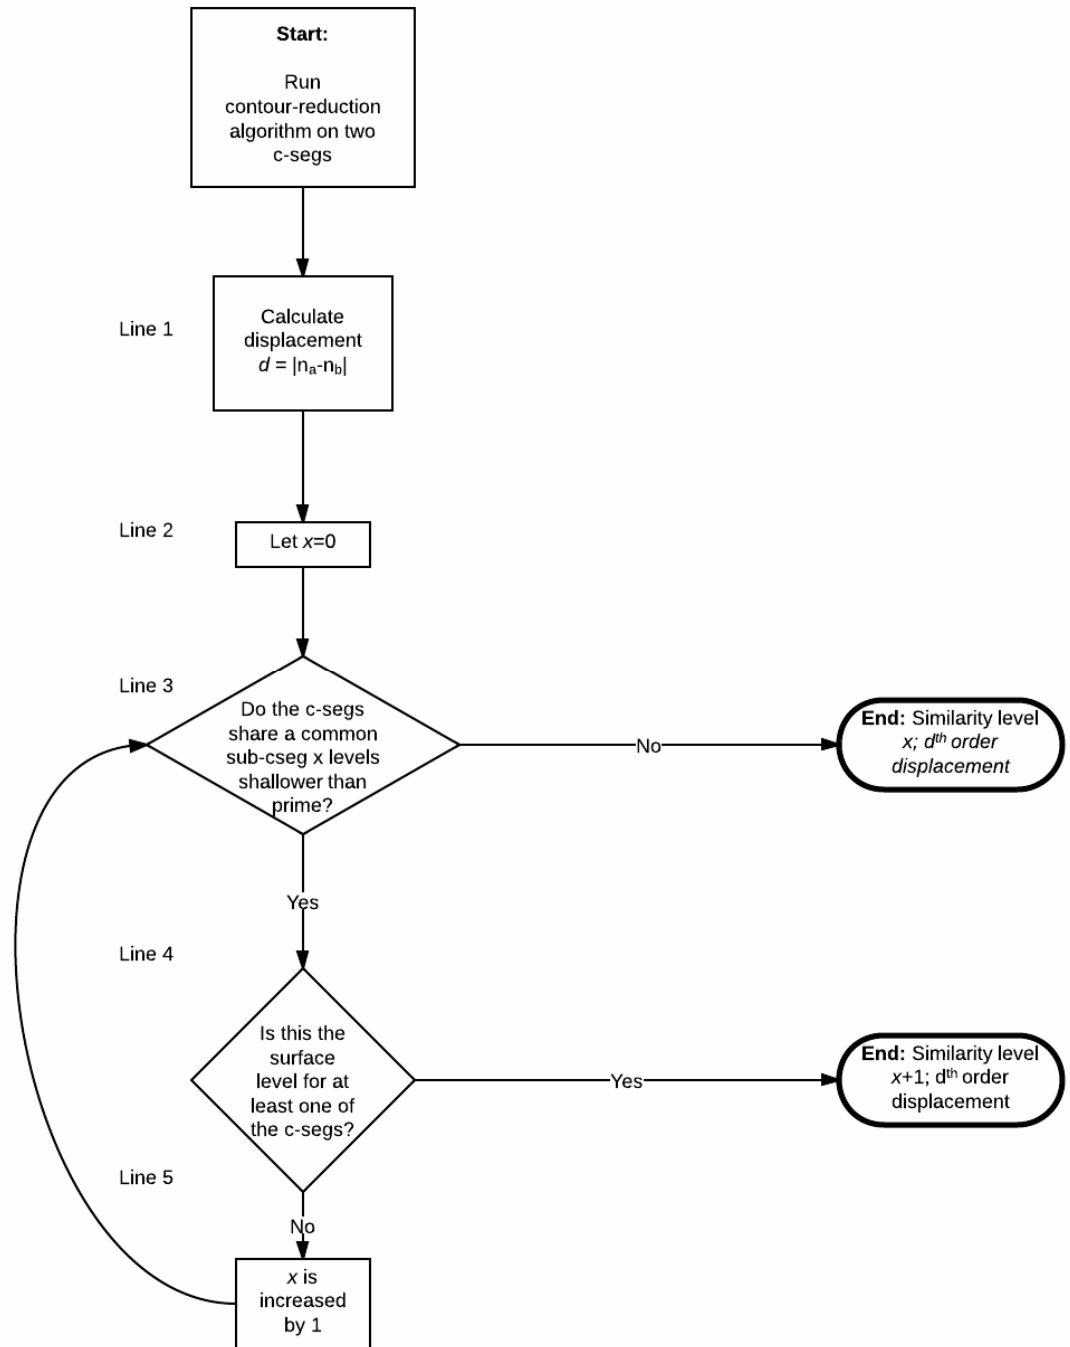 Start:
Run
contour-reduction
algorithm on two
c-segs
Line 1
Calculate
displacement
d = |nₐ-n_b|
Line 2
Let x=0
Line 3
Do the c-segs
share a common
sub-cseg x levels
shallower than
prime?
No
End: Similarity level
x; dᵗʰ order
displacement
Yes
Line 4
Is this the
surface
level for at
least one of
the c-segs?
Yes
End: Similarity level
x+1; dᵗʰ order
displacement
Line 5
No
x is
increased
by 1